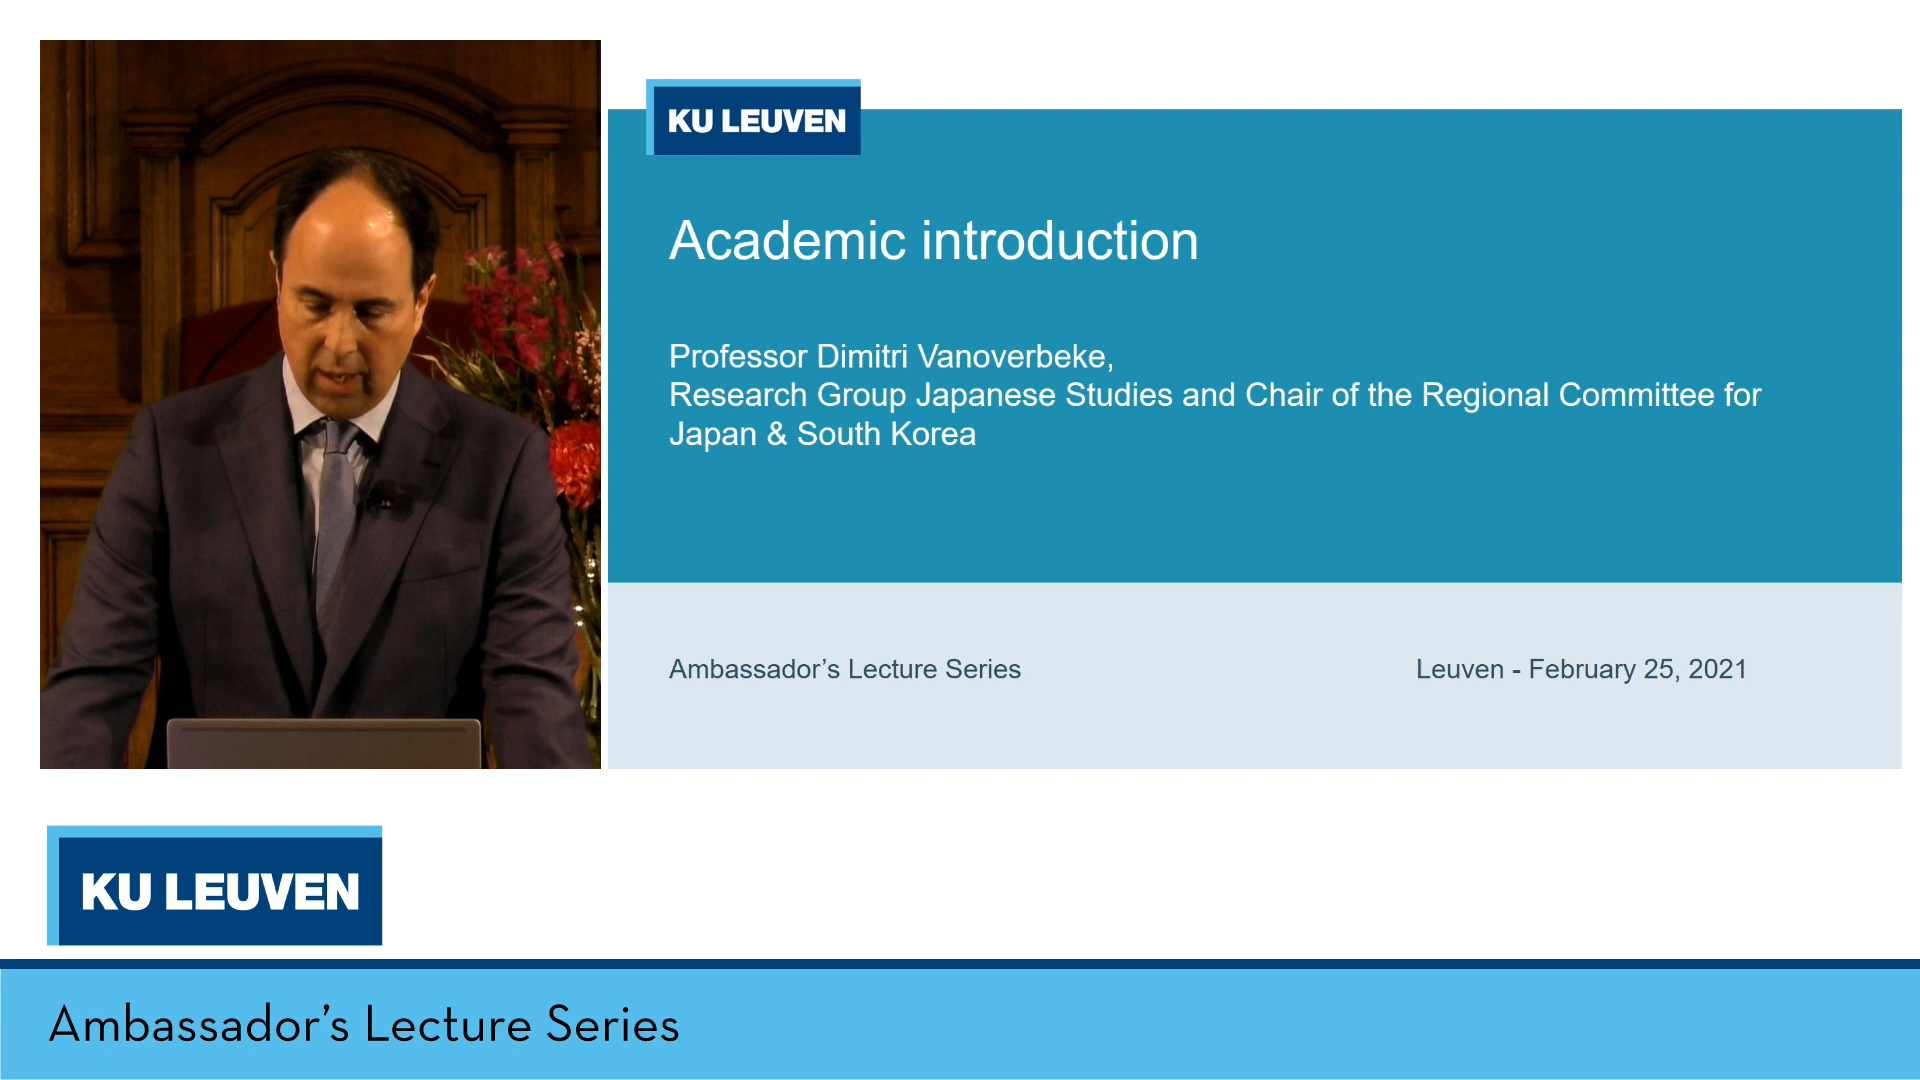 KU LEUVEN
Academic introduction
Professor Dimitri Vanoverbeke,
Research Group Japanese Studies and Chair of the Regional Committee for
Japan & South Korea
Ambassador’s Lecture Series
Leuven - February 25, 2021
KU LEUVEN
Ambassador’s Lecture Series